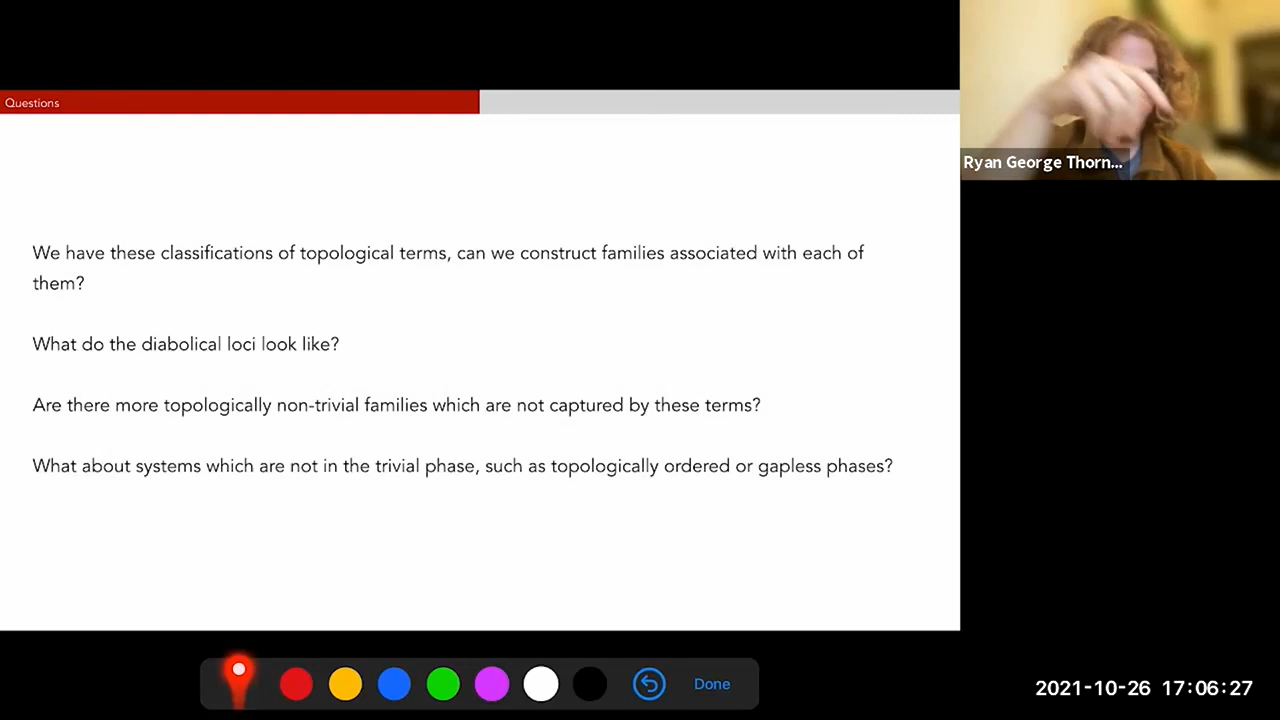 Questions
We have these classifications of topological terms, can we construct families associated with each of
them?
What do the diabolical loci look like?
Are there more topologically non-trivial families which are not captured by these terms?
What about systems which are not in the trivial phase, such as topologically ordered or gapless phases?
Ryan George Thorn...
Done
2021-10-26 17:06:27